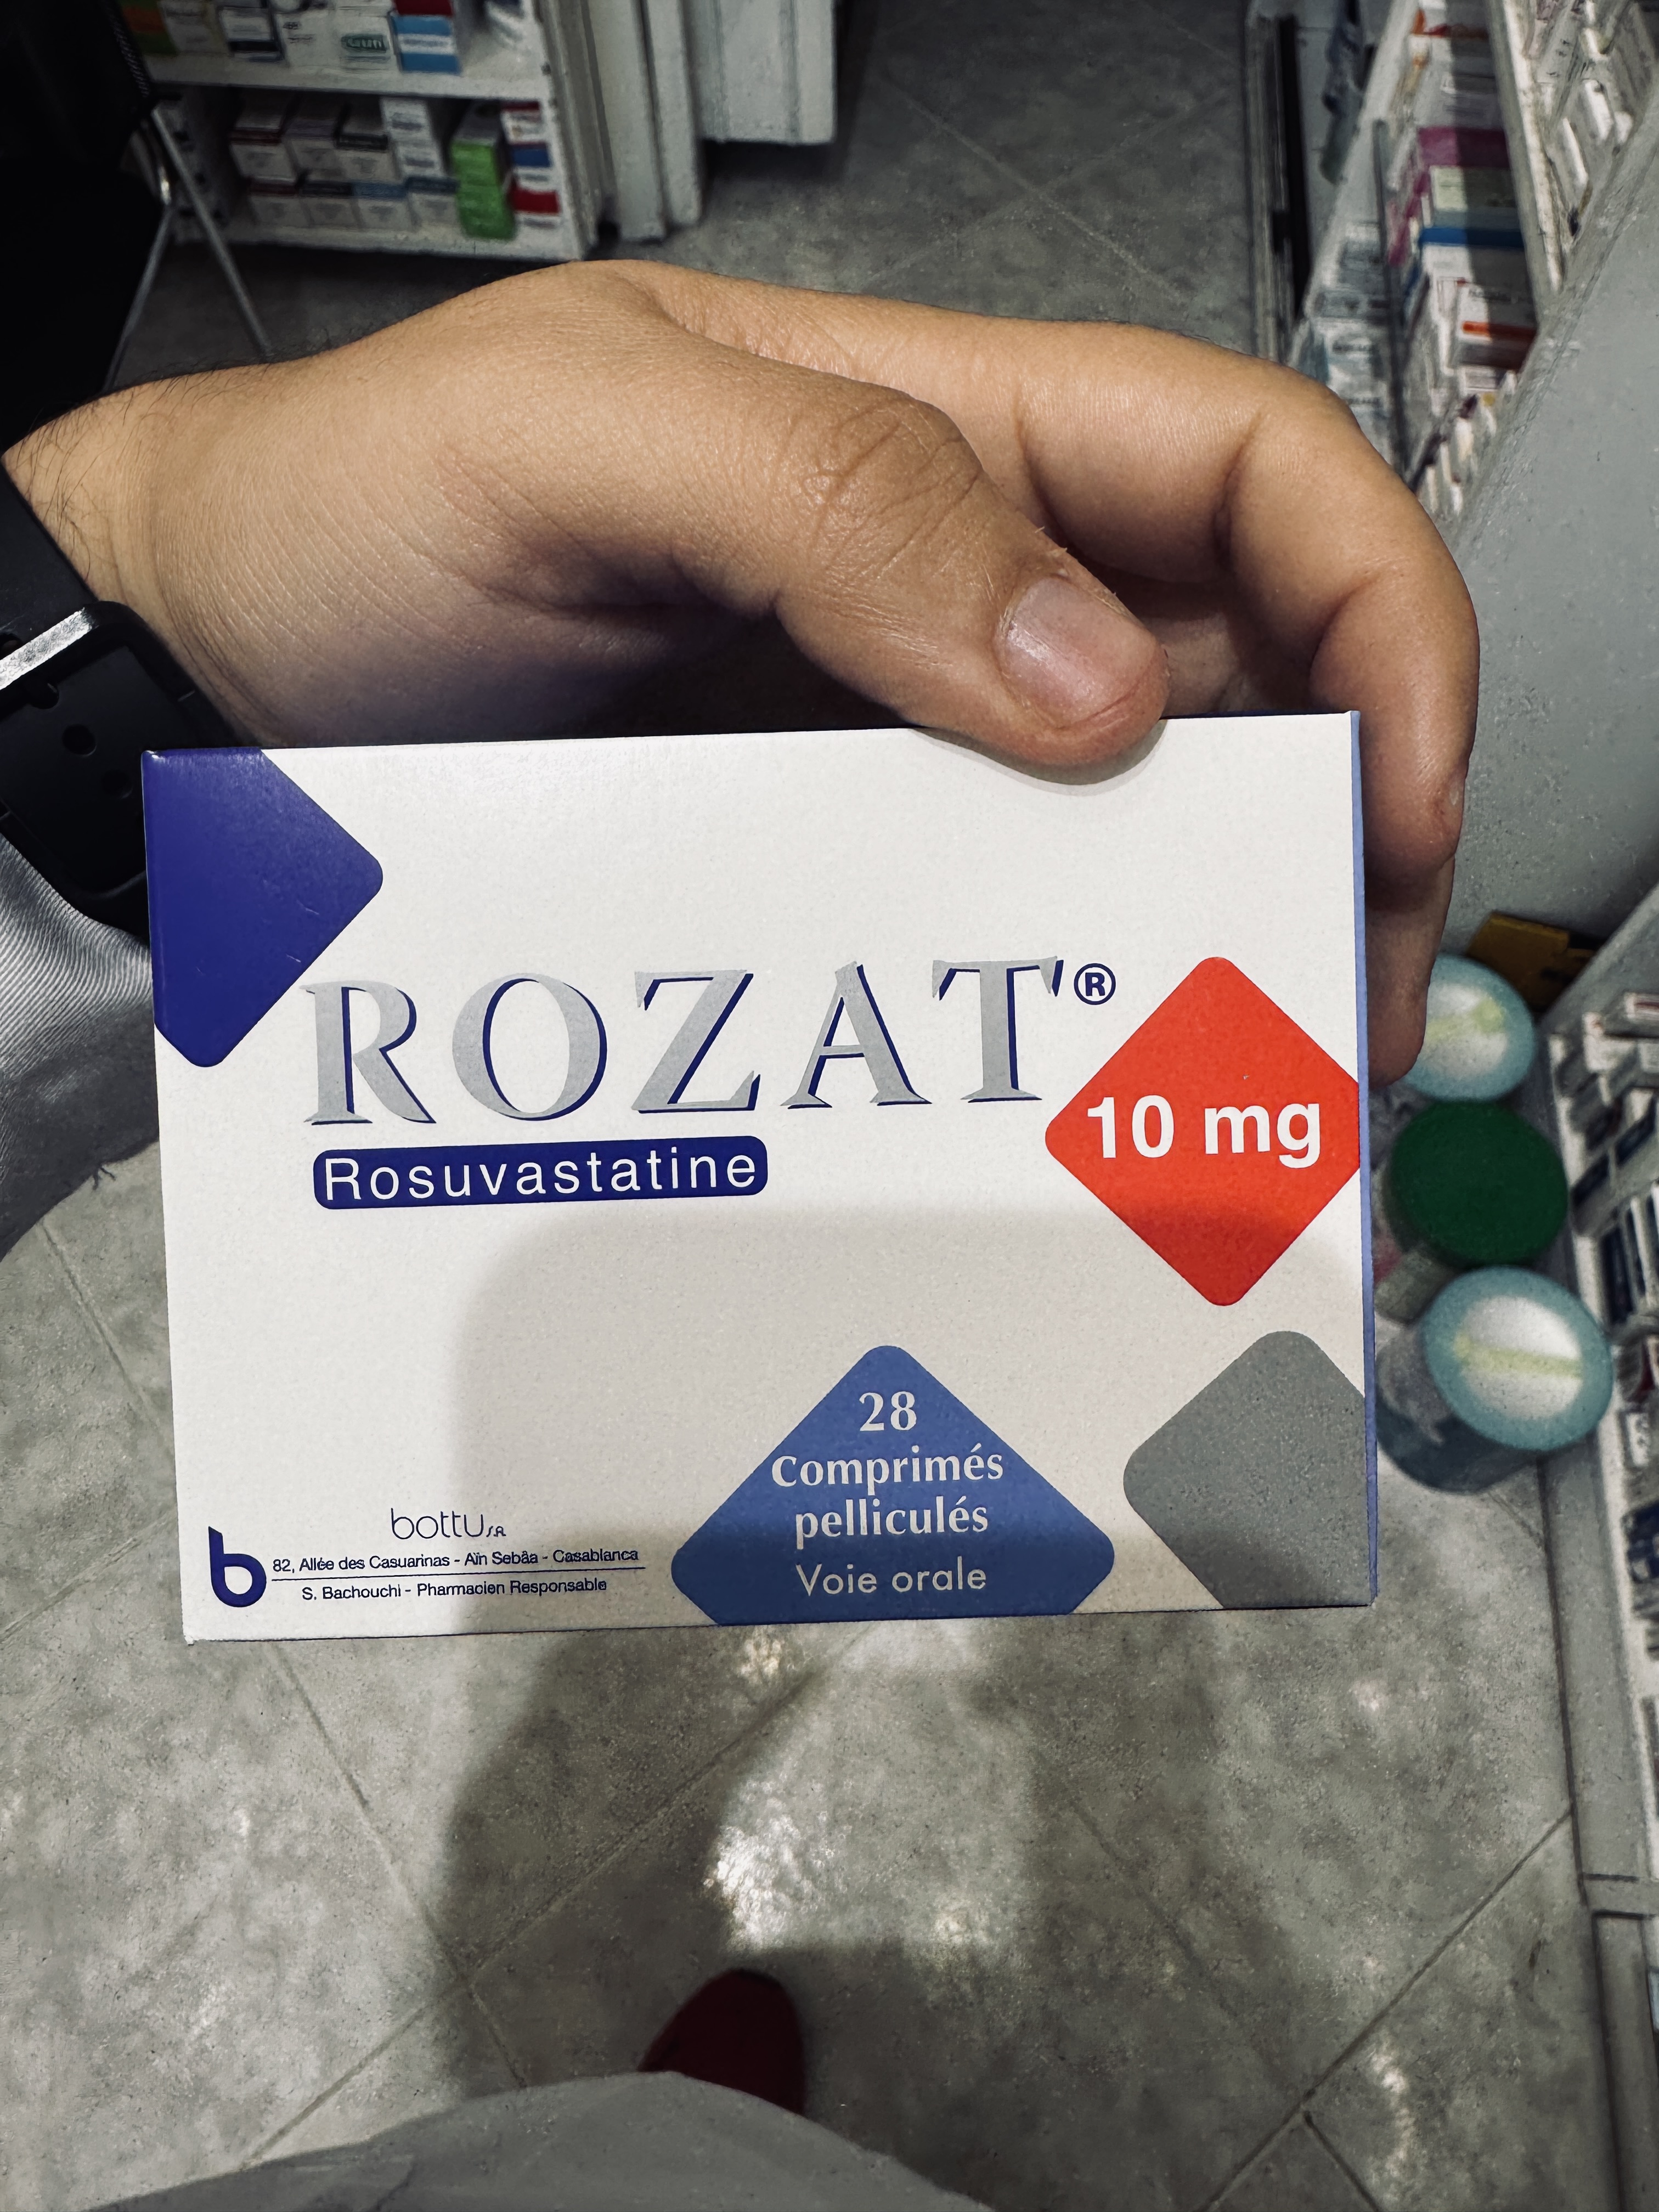 ROZAT®
10 mg
Rosuvastatine
28
Comprimés
pelliculés
Voie orale
bottu S.A
82, Allée des Casuarinas - Aïn Sebâa - Casablanca
S. Bachouchi - Pharmacien Responsable